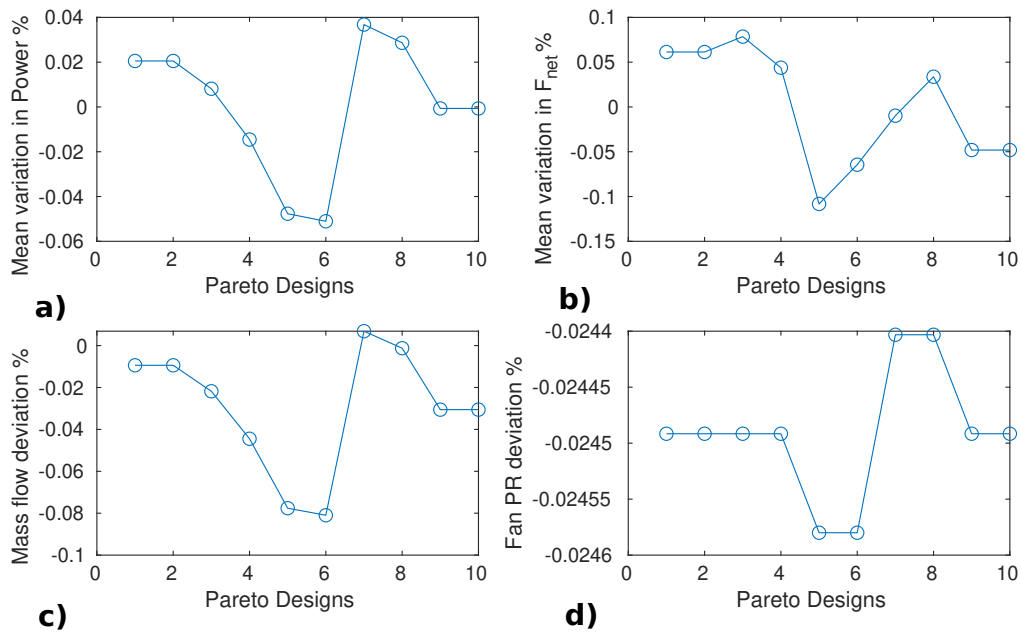 Mean variation in Power %
0.04
0.02
0
-0.02
-0.04
-0.06
0 2 4 6 8 10
Pareto Designs
a)
Mean variation in Fnet %
0.1
0.05
0
-0.05
-0.1
-0.15
0 2 4 6 8 10
Pareto Designs
b)
Mass flow deviation %
0
-0.02
-0.04
-0.06
-0.08
-0.1
0 2 4 6 8 10
Pareto Designs
c)
Fan PR deviation %
-0.0244
-0.02445
-0.0245
-0.02455
-0.0246
0 2 4 6 8 10
Pareto Designs
d)